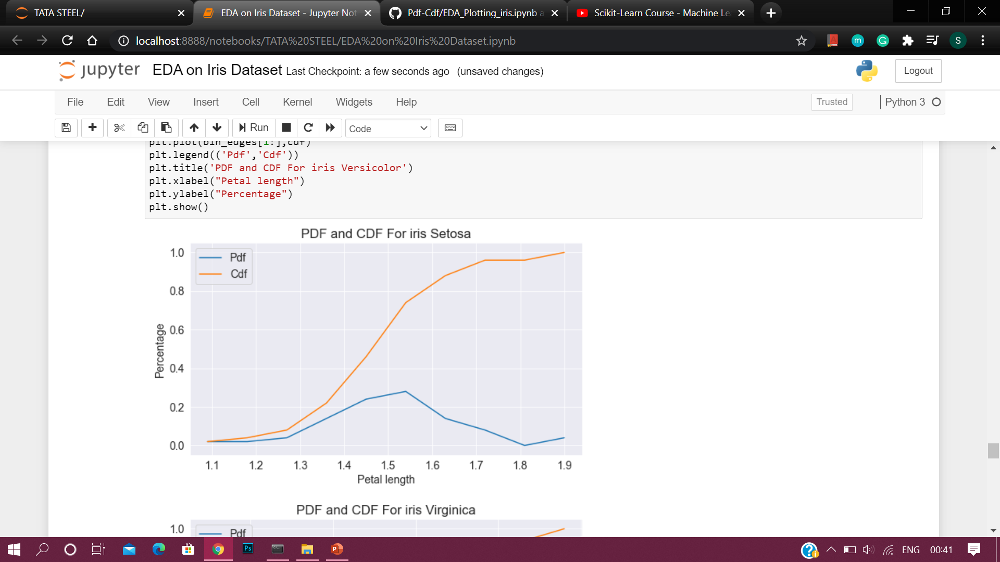 TATA STEEL/
EDA on Iris Dataset - Jupyter Not
Pdf-Cdf/EDA_Plotting_iris.ipynb a
Scikit-Learn Course - Machine Le
localhost:8888/notebooks/TATA%20STEEL/EDA%20on%20Iris%20Dataset.ipynb
m
G
S
jupyter EDA on Iris Dataset Last Checkpoint: a few seconds ago (unsaved changes)
Logout
File Edit View Insert Cell Kernel Widgets Help
Trusted
Python 3
Run
Code
plt.plot(bin_edges[1:],cdf)
plt.legend(('Pdf','Cdf'))
plt.title('PDF and CDF For iris Versicolor')
plt.xlabel("Petal length")
plt.ylabel("Percentage")
plt.show()
PDF and CDF For iris Setosa
1.0
Pdf
Cdf
0.8
0.6
0.4
0.2
0.0
Percentage
1.1 1.2 1.3 1.4 1.5 1.6 1.7 1.8 1.9
Petal length
PDF and CDF For iris Virginica
1.0
Pdf
Ps
P
ENG 00:41